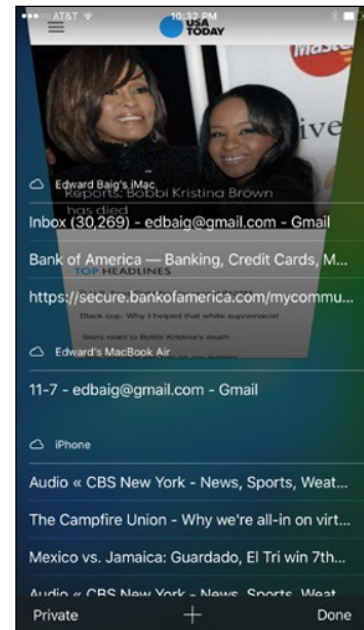 AT&T 10:32 PM
USA
TODAY
Edward Baig's iMac
Reports: Bobbi Kristina Brown
has died
Inbox (30,269) - edbaig@gmail.com - Gmail
Bank of America — Banking, Credit Cards, M...
TOP HEADLINES
https://secure.bankofamerica.com/mycommu...
Black cop: Why I helped that white supremacist
Stars react to Bobbi Kristina's death
Edward's MacBook Air
11-7 - edbaig@gmail.com - Gmail
iPhone
Audio « CBS New York - News, Sports, Weat...
The Campfire Union - Why we're all-in on virt...
Mexico vs. Jamaica: Guardado, El Tri win 7th...
Audio « CBS New York - News, Sports, Weat...
Private + Done